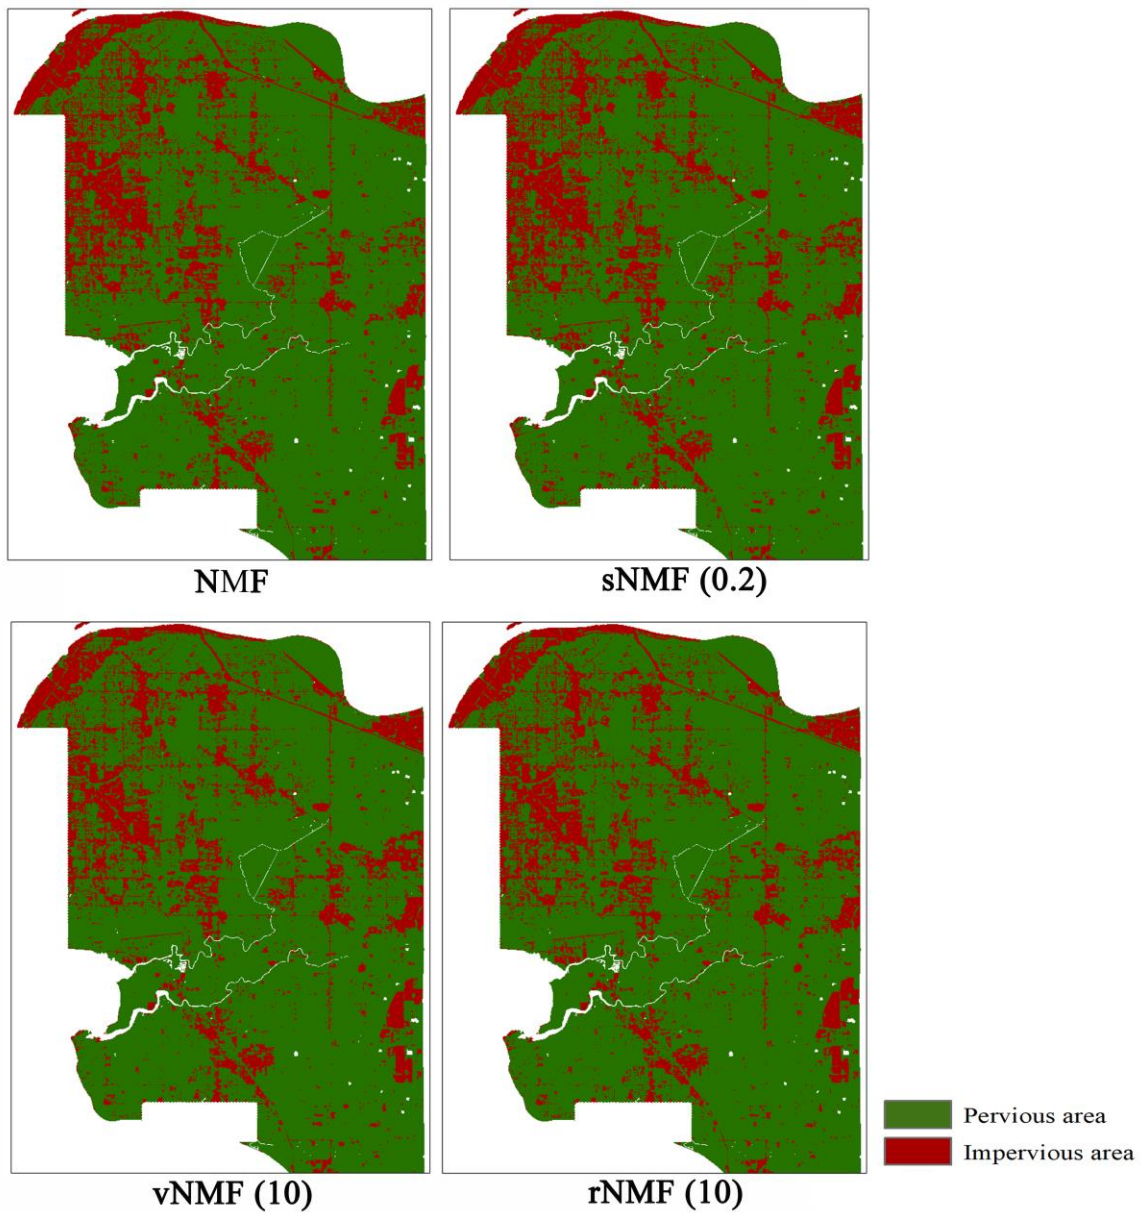 NMF
sNMF (0.2)
vNMF (10)
rNMF (10)
Pervious area
Impervious area